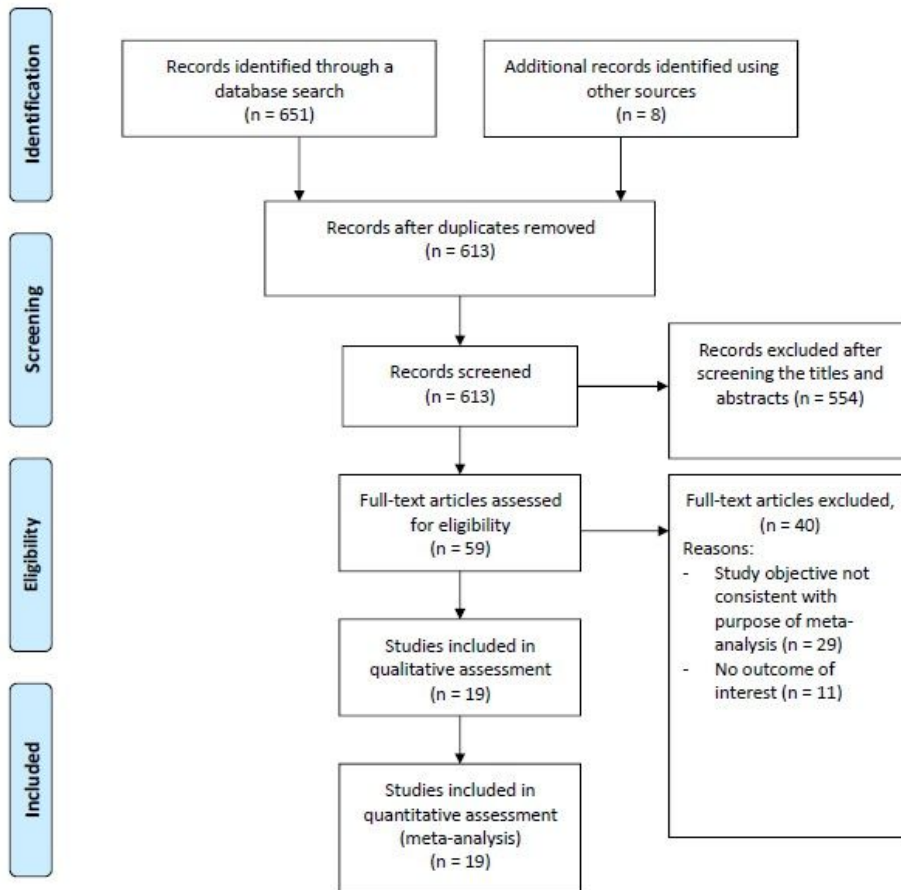 Identification
Records identified through a
database search
(n = 651)
Additional records identified using
other sources
(n = 8)
Records after duplicates removed
(n = 613)
Screening
Records screened
(n = 613)
Records excluded after
screening the titles and
abstracts (n = 554)
Eligibility
Full-text articles assessed
for eligibility
(n = 59)
Full-text articles excluded,
(n = 40)
Reasons:
- Study objective not
consistent with
purpose of meta-
analysis (n = 29)
- No outcome of
interest (n = 11)
Studies included in
qualitative assessment
(n = 19)
Included
Studies included in
quantitative assessment
(meta-analysis)
(n = 19)